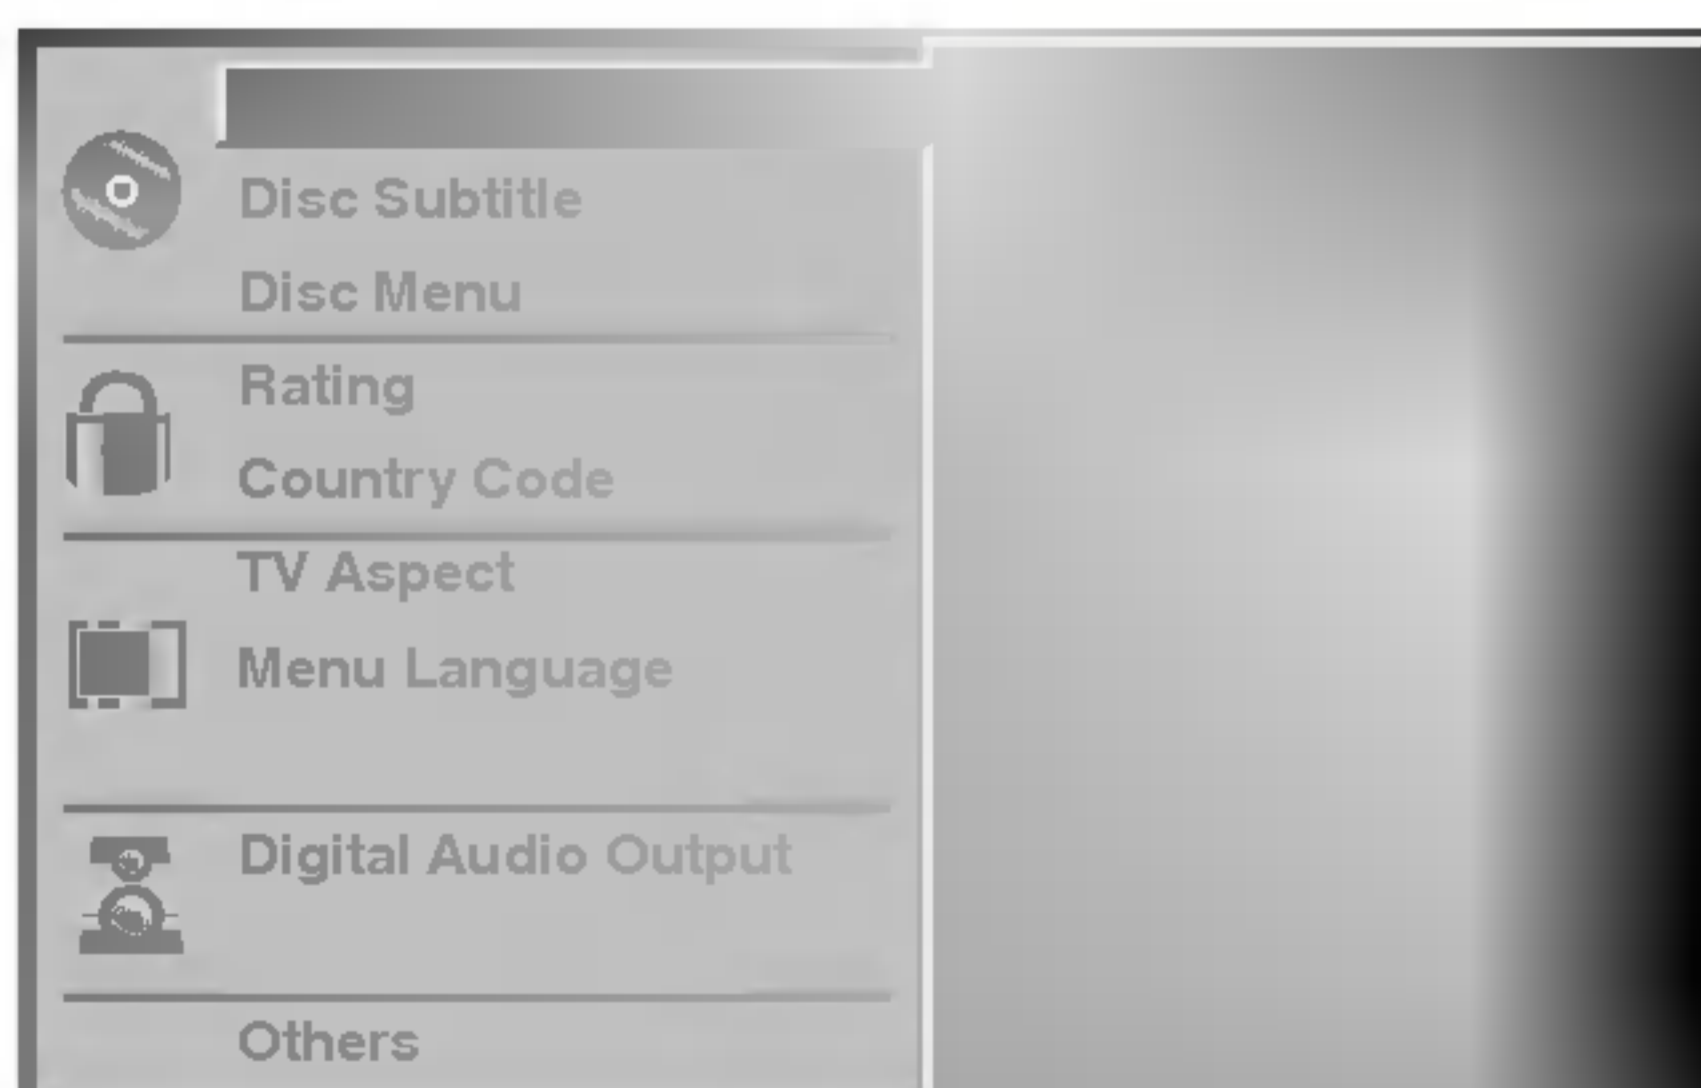 Disc Subtitle
Disc Menu
Rating
Country Code
TV Aspect
Menu Language
Digital Audio Output
Others